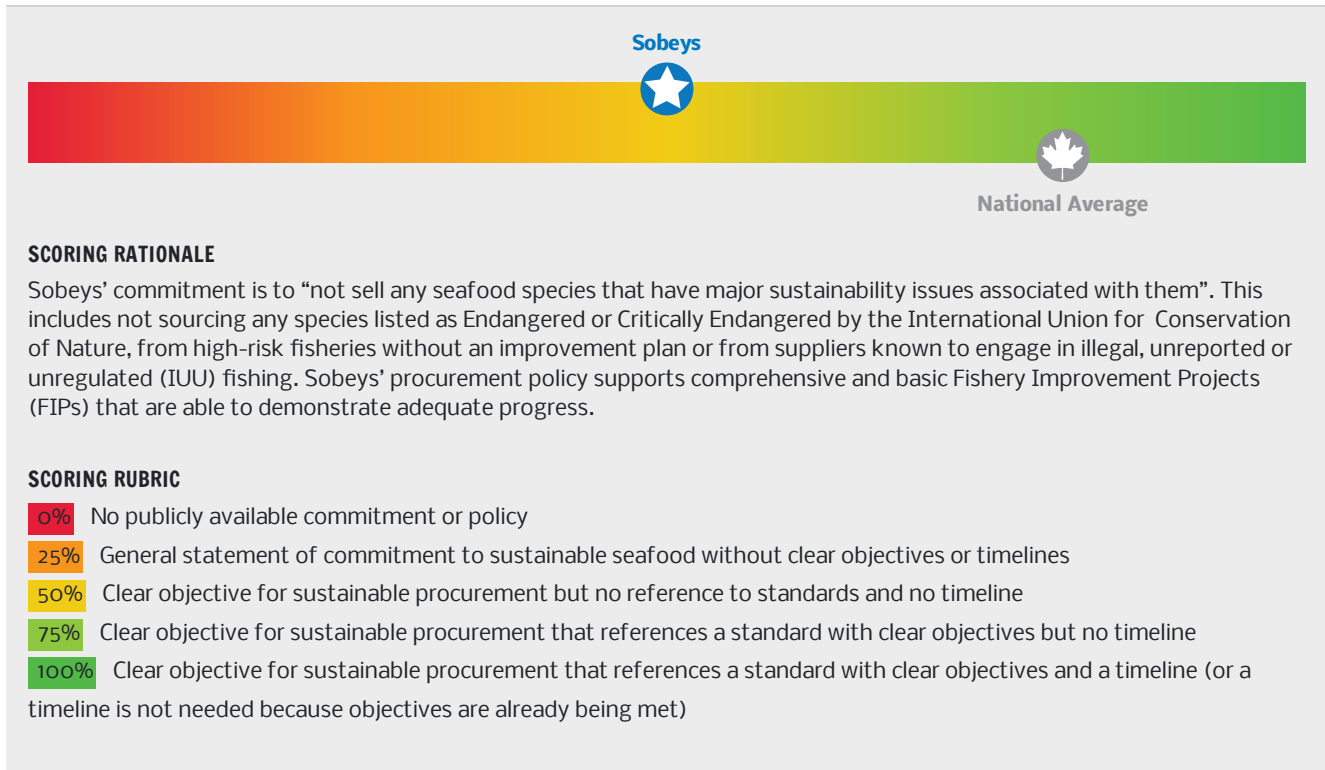 Sobeys
National Average
SCORING RATIONALE
Sobeys’ commitment is to “not sell any seafood species that have major sustainability issues associated with them”. This
includes not sourcing any species listed as Endangered or Critically Endangered by the International Union for Conservation
of Nature, from high-risk fisheries without an improvement plan or from suppliers known to engage in illegal, unreported or
unregulated (IUU) fishing. Sobeys’ procurement policy supports comprehensive and basic Fishery Improvement Projects
(FIPs) that are able to demonstrate adequate progress.
SCORING RUBRIC
0% No publicly available commitment or policy
25% General statement of commitment to sustainable seafood without clear objectives or timelines
50% Clear objective for sustainable procurement but no reference to standards and no timeline
75% Clear objective for sustainable procurement that references a standard with clear objectives but no timeline
100% Clear objective for sustainable procurement that references a standard with clear objectives and a timeline (or a
timeline is not needed because objectives are already being met)